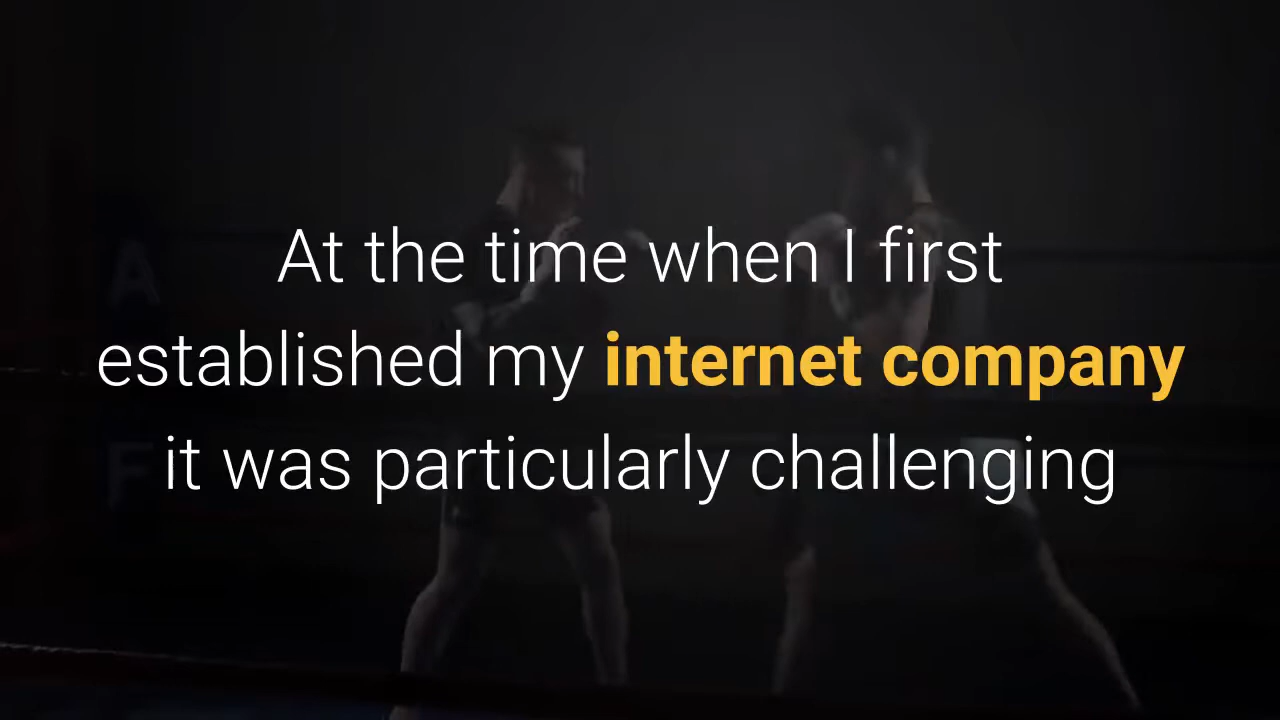 At the time when I first
established my internet company
it was particularly challenging
A
F